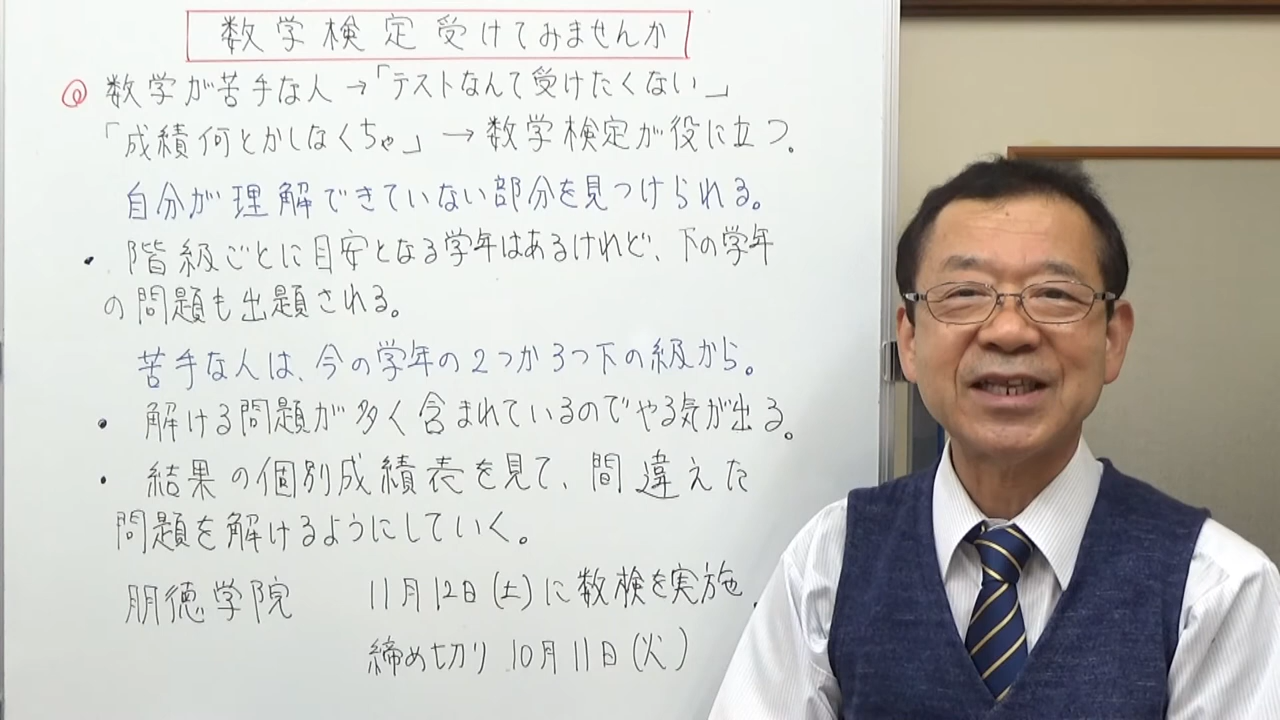 数学検定受けてみませんか
◎ 数学が苦手な人→「テストなんて受けたくない」
「成績何とかしなくちゃ」→数学検定が役に立つ。
自分が理解できていない部分を見つけられる。
・階級ごとに目安となる学年はあるけれど、下の学年
の問題も出題される。
苦手な人は、今の学年の2つか3つ下の級から。
・解ける問題が多く含まれているのでやる気が出る。
・結果の個別成績表を見て、間違えた
問題を解けるようにしていく。
朋徳学院 11月12日(土)に数検を実施。
締め切り 10月11日(火)